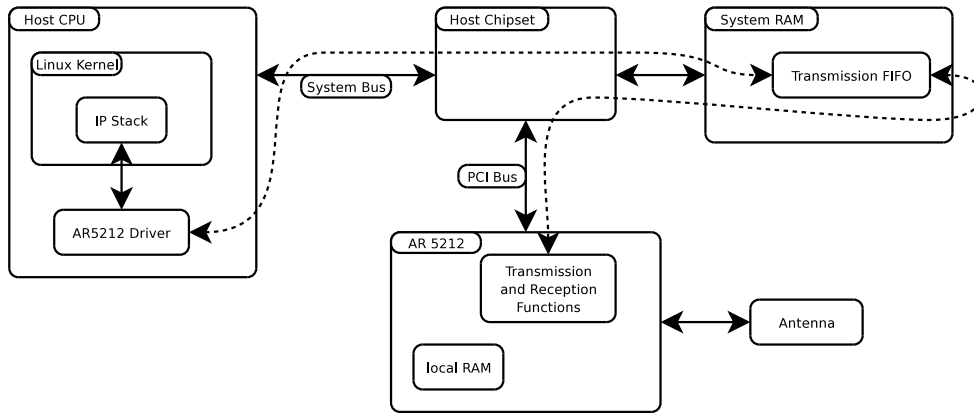 Host CPU
Linux Kernel
IP Stack
AR5212 Driver
System Bus
Host Chipset
PCI Bus
System RAM
Transmission FIFO
AR 5212
Transmission
and Reception
Functions
local RAM
Antenna